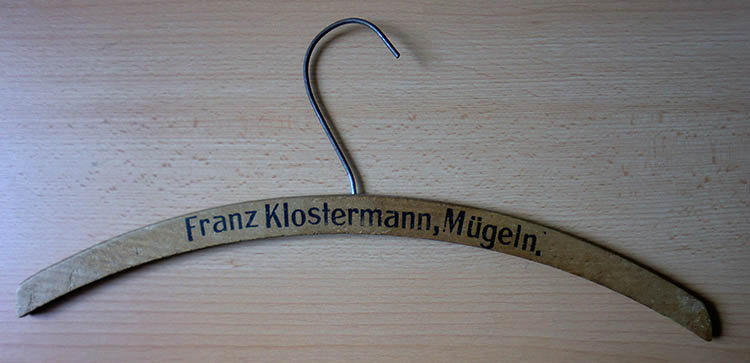 Franz Klostermann, Mügeln.